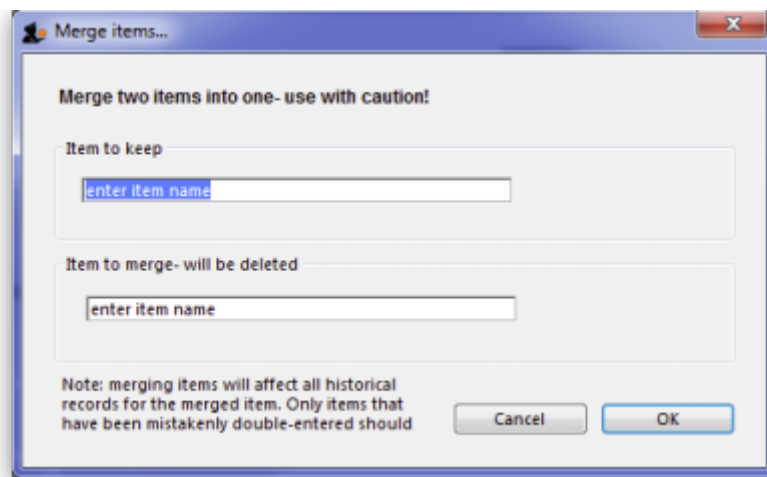 Merge items...
Merge two items into one- use with caution!
Item to keep
enter item name
Item to merge- will be deleted
enter item name
Note: merging items will affect all historical
records for the merged item. Only items that
have been mistakenly double-entered should
Cancel
OK